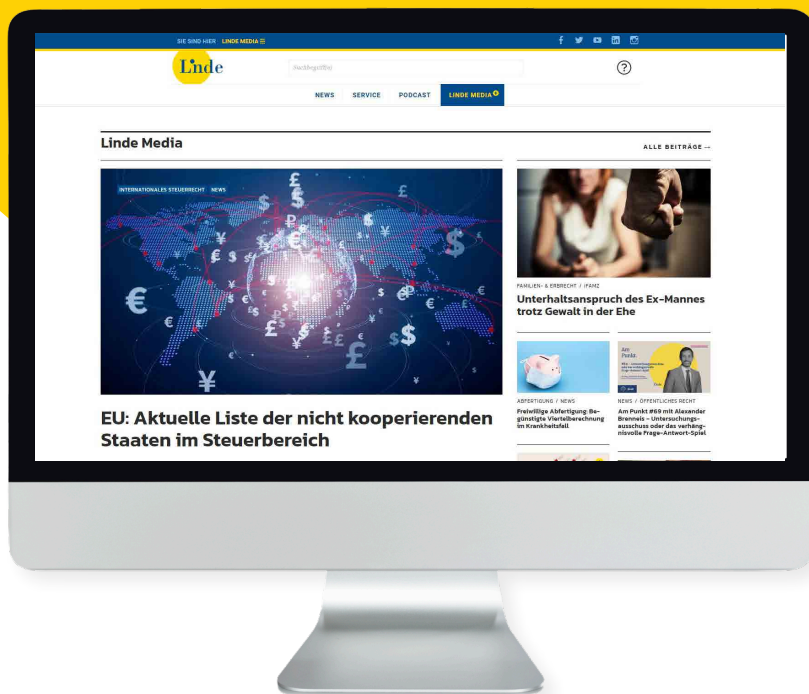 SIE SIND HIER LINDE MEDIA
Linde
Suchbegriff(e)
?
NEWS SERVICE PODCAST LINDE MEDIA
Linde Media
ALLE BEITRÄGE →
INTERNATIONALES STEUERRECHT NEWS
EU: Aktuelle Liste der nicht kooperierenden
Staaten im Steuerbereich
FAMILIEN- & ERBRECHT / IFAMZ
Unterhaltsanspruch des Ex-Mannes
trotz Gewalt in der Ehe
ABFERTIGUNG / NEWS
Freiwillige Abfertigung: Be-
günstigte Viertelberechnung
im Krankheitsfall
Am
Punkt
NEWS / ÖFFENTLICHES RECHT
Am Punkt #69 mit Alexander
Brenneis – Untersuchungs-
ausschuss oder das verhäng-
nisvolle Frage-Antwort-Spiel